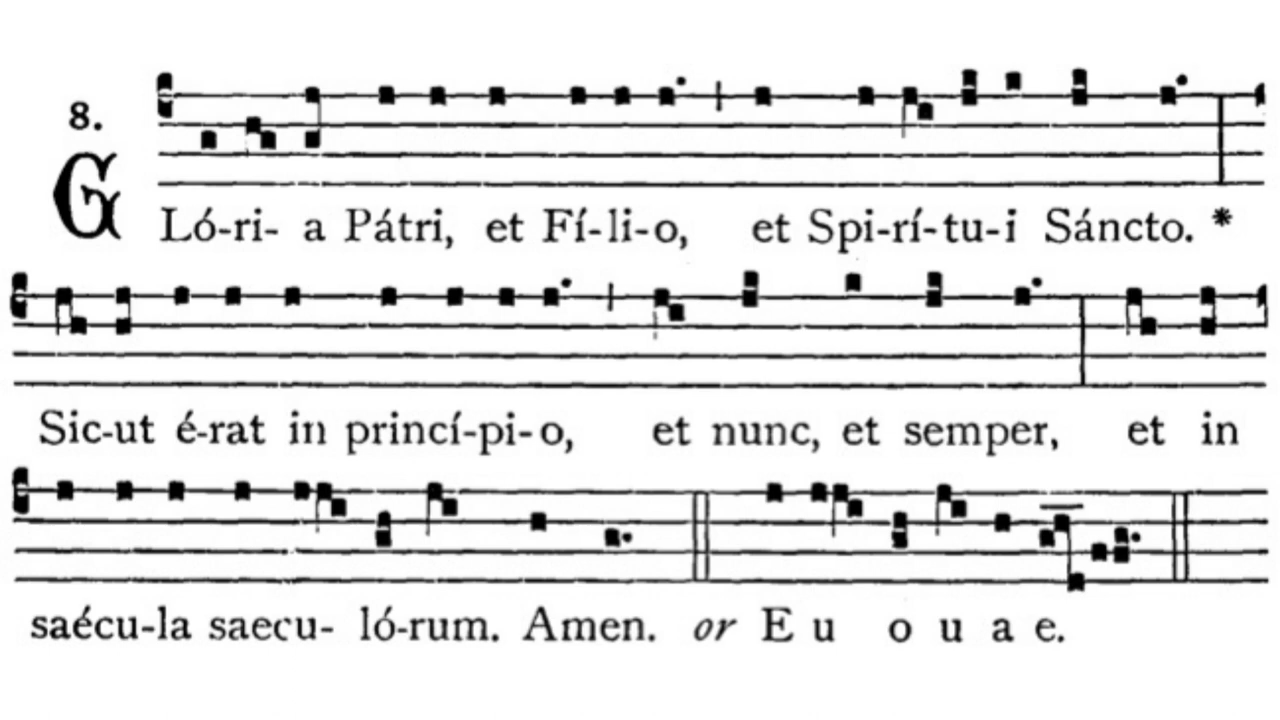 8.
GLó-ri- a Pátri, et Fí-li-o, et Spi-rí-tu-i Sáncto. *
Sic-ut é-rat in princí-pi-o, et nunc, et semper, et in
saécu-la saecu- ló-rum. Amen. or E u o u a e.